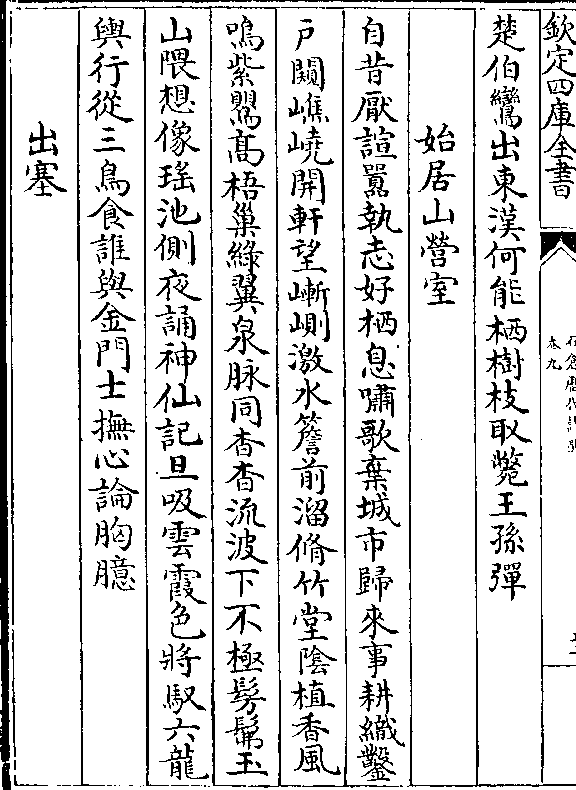 欽定四庫全書
石倉歷代詩選
卷九
楚伯鸞出東漢何能栖樹枝取斃王孫彈
始居山營室
自昔厭諠囂執志好栖息嘯歌棄城市歸來事耕織鑿
戸闚嶕嶢開軒望嶄崱激水簷前溜脩竹堂陰植香風
鳴紫鸎高梧巢綠翼泉脉同杳杳流波下不極髣髴玉
山隈想像瑤池側夜誦神仙記旦吸雲霞色將馭六龍
輿行從三鳥食誰與金門士撫心論胸臆
出塞